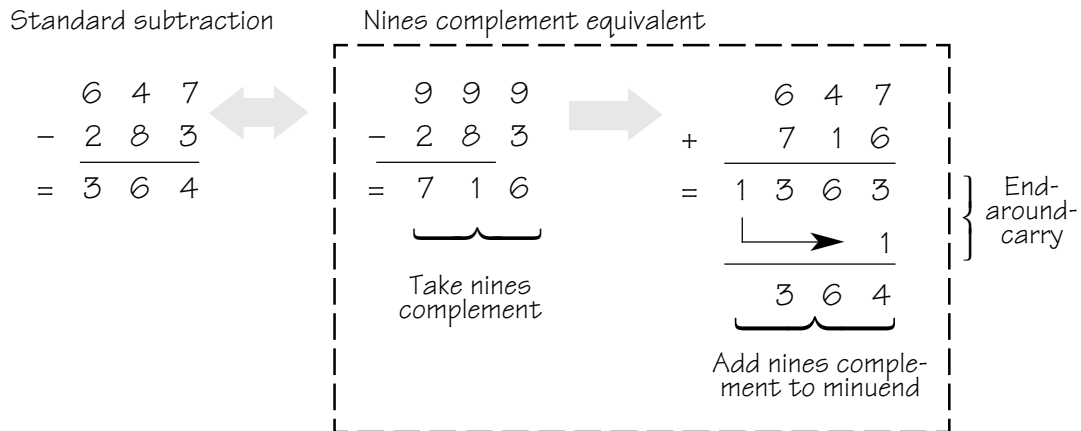 Standard subtraction
Nines complement equivalent
6 4 7
– 2 8 3
= 3 6 4
9 9 9
– 2 8 3
= 7 1 6
Take nines
complement
6 4 7
+ 7 1 6
= 1 3 6 3
1
3 6 4
Add nines comple-
ment to minuend
End-
around-
carry